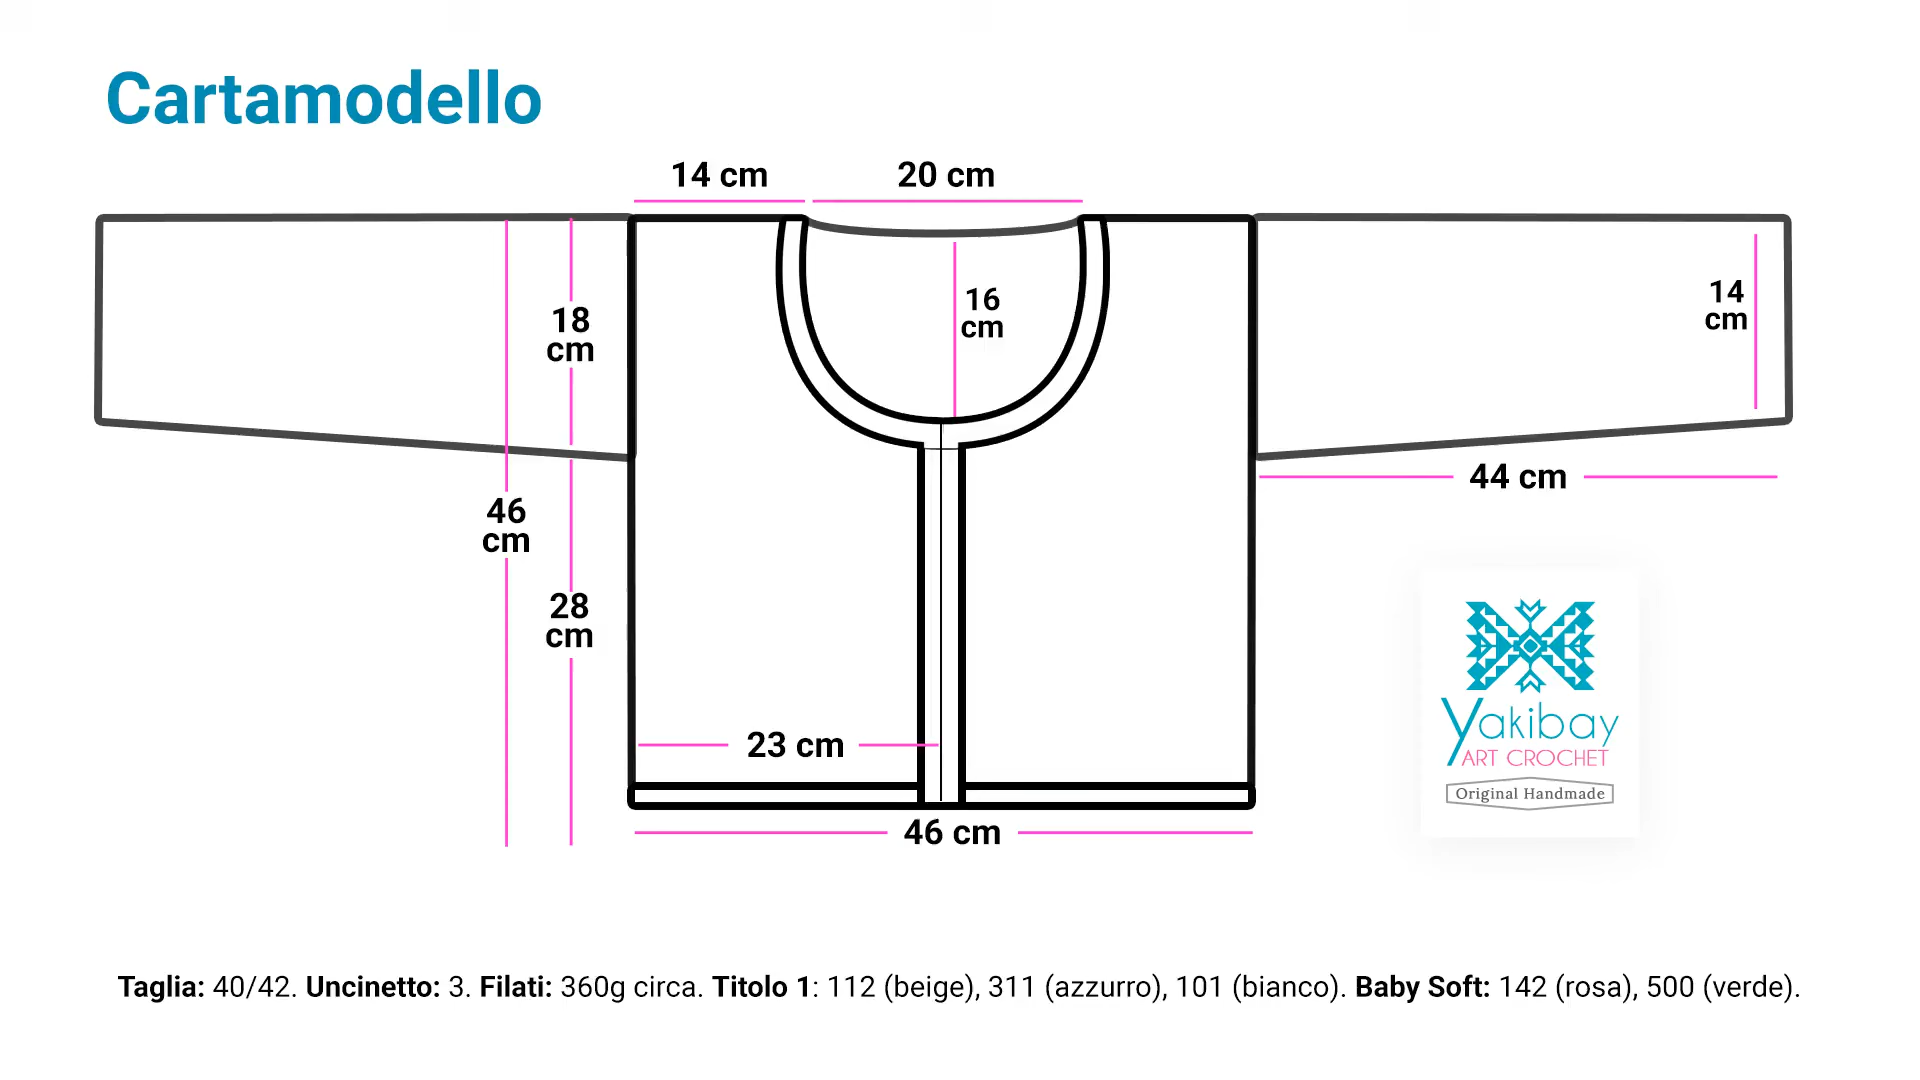 Cartamodello
14 cm
20 cm
18
cm
16
cm
14
cm
46
cm
44 cm
28
cm
23 cm
46 cm
Yakibay
ART CROCHET
Original Handmade
Taglia: 40/42. Uncinetto: 3. Filati: 360g circa. Titolo 1: 112 (beige), 311 (azzurro), 101 (bianco). Baby Soft: 142 (rosa), 500 (verde).